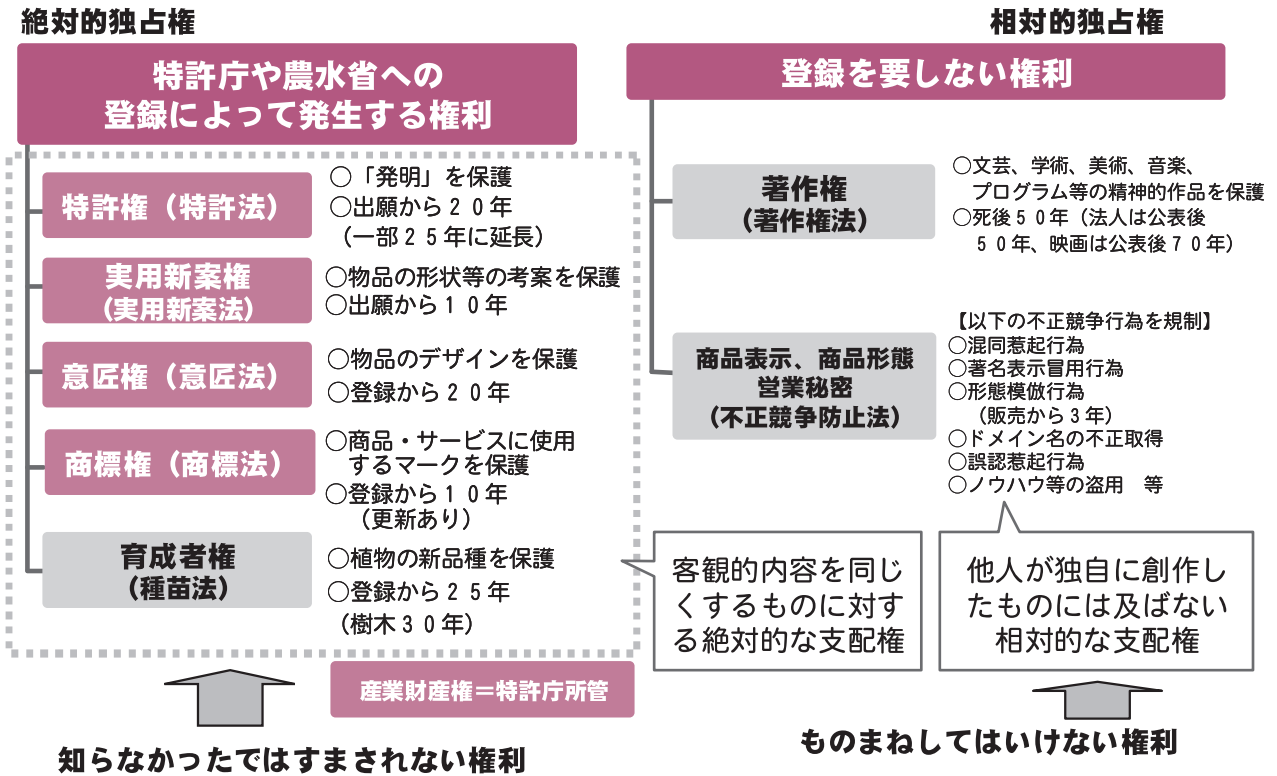 絶対的独占権
特許庁や農水省への
登録によって発生する権利
特許権（特許法）
○「発明」を保護
○出願から２０年
（一部２５年に延長）
実用新案権
（実用新案法）
○物品の形状等の考案を保護
○出願から１０年
意匠権（意匠法）
○物品のデザインを保護
○登録から２０年
商標権（商標法）
○商品・サービスに使用
するマークを保護
○登録から１０年
（更新あり）
育成者権
（種苗法）
○植物の新品種を保護
○登録から２５年
（樹木３０年）
産業財産権＝特許庁所管
知らなかったではすまされない権利
相対的独占権
登録を要しない権利
著作権
（著作権法）
○文芸、学術、美術、音楽、
プログラム等の精神的作品を保護
○死後５０年（法人は公表後
５０年、映画は公表後７０年）
商品表示、商品形態
営業秘密
（不正競争防止法）
【以下の不正競争行為を規制】
○混同惹起行為
○著名表示冒用行為
○形態模倣行為
（販売から３年）
○ドメイン名の不正取得
○誤認惹起行為
○ノウハウ等の盗用　等
客観的内容を同じ
くするものに対す
る絶対的な支配権
他人が独自に創作し
たものには及ばない
相対的な支配権
ものまねしてはいけない権利